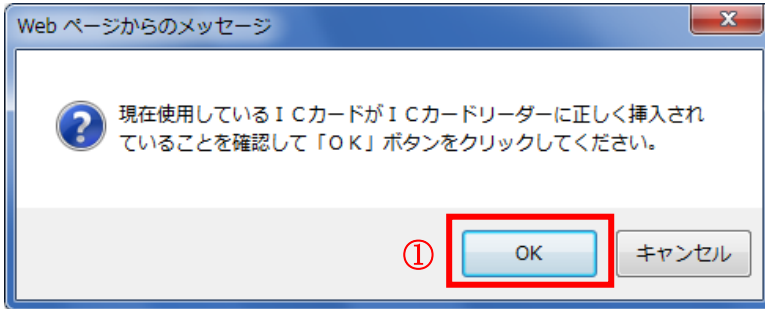 Web ページからのメッセージ
現在使用しているＩＣカードがＩＣカードリーダーに正しく挿入され
ていることを確認して「ＯＫ」ボタンをクリックしてください。
① OK キャンセル